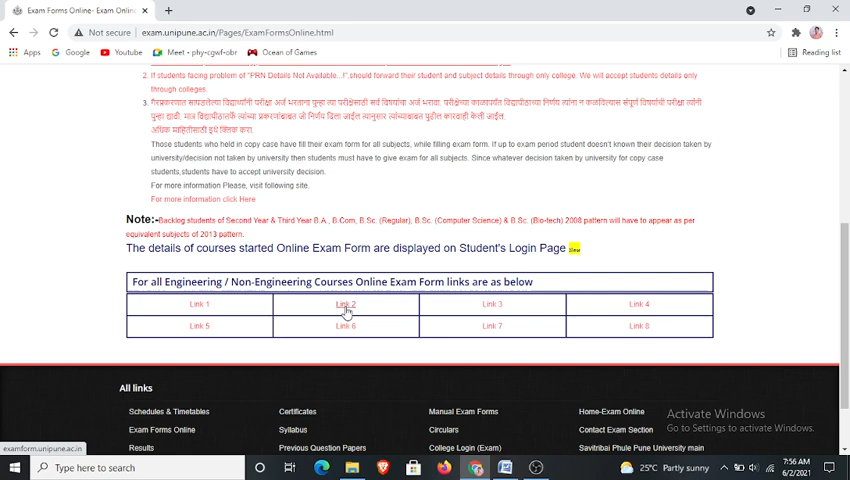 Exam Forms Online- Exam Form
Not secure | exam.unipune.ac.in/Pages/ExamFormsOnline.html
Apps Google Youtube Meet - phy-gcwf-obr Ocean of Games Reading list
2. If students facing problem of "PRN Details Not Available...!",should forward their student and subject details through only college. We will accept students details only
through colleges.
3. गैरप्रकरणात सापडलेल्या विद्यार्थ्यांनी परीक्षा अर्ज भरताना पुन्हा त्या परीक्षेसाठी सर्व विषयांचा अर्ज भरावा. परीक्षेच्या काळापर्यंत विद्यापीठाच्या निर्णय त्यांना न कळविल्यास संपूर्ण विषयांची परीक्षा त्यांनी
पुन्हा द्यावी. मात्र विद्यापीठातर्फे त्यांच्या प्रकरणांबाबत जो निर्णय दिला जाईल त्यानुसार त्यांच्याबाबत पुढील कारवाही केली जाईल.
अधिक माहितीसाठी इथे क्लिक करा.
Those students who held in copy case have fill their exam form for all subjects, while filling exam form. If up to exam period student doesn't known their decision taken by
university/decision not taken by university then students must have to give exam for all subjects. Since whatever decision taken by university for copy case
students,students have to accept university decision.
For more information Please, visit following site.
For more information click Here
Note:-Backlog students of Second Year & Third Year B.A., B.Com, B.Sc. (Regular), B.Sc. (Computer Science) & B.Sc. (Bio-tech) 2008 pattern will have to appear as per
equivalent subjects of 2013 pattern.
The details of courses started Online Exam Form are displayed on Student's Login Page New
For all Engineering / Non-Engineering Courses Online Exam Form links are as below
Link 1 Link 2 Link 3 Link 4
Link 5 Link 6 Link 7 Link 8
All links
Schedules & Timetables Certificates Manual Exam Forms Home-Exam Online
Exam Forms Online Syllabus Circulars Contact Exam Section
Results Previous Question Papers College Login (Exam) Savitribai Phule Pune University main
Activate Windows
Go to Settings to activate Windows.
examform.unipune.ac.in
Type here to search
25°C Partly sunny
7:56 AM
6/2/2021